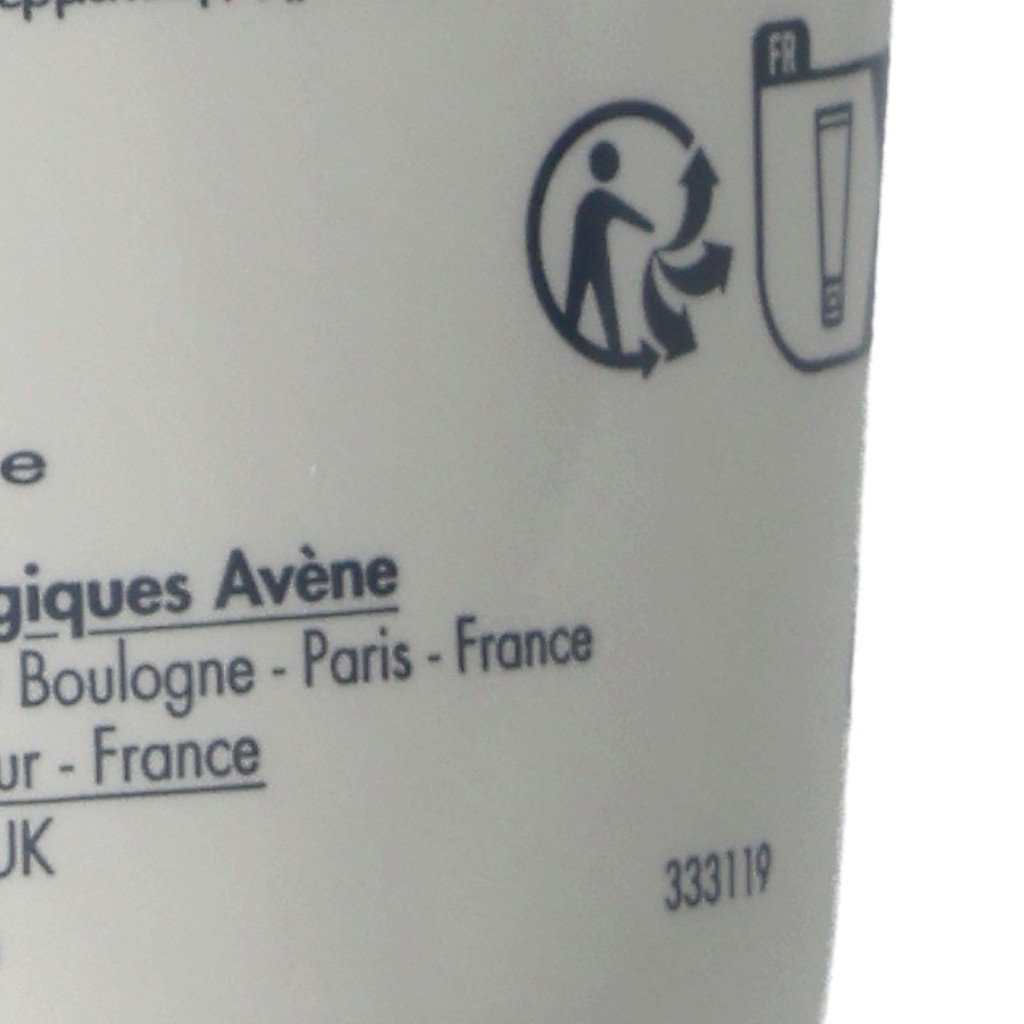 FR
e
giques Avène
Boulogne - Paris - France
ur - France
UK
333119